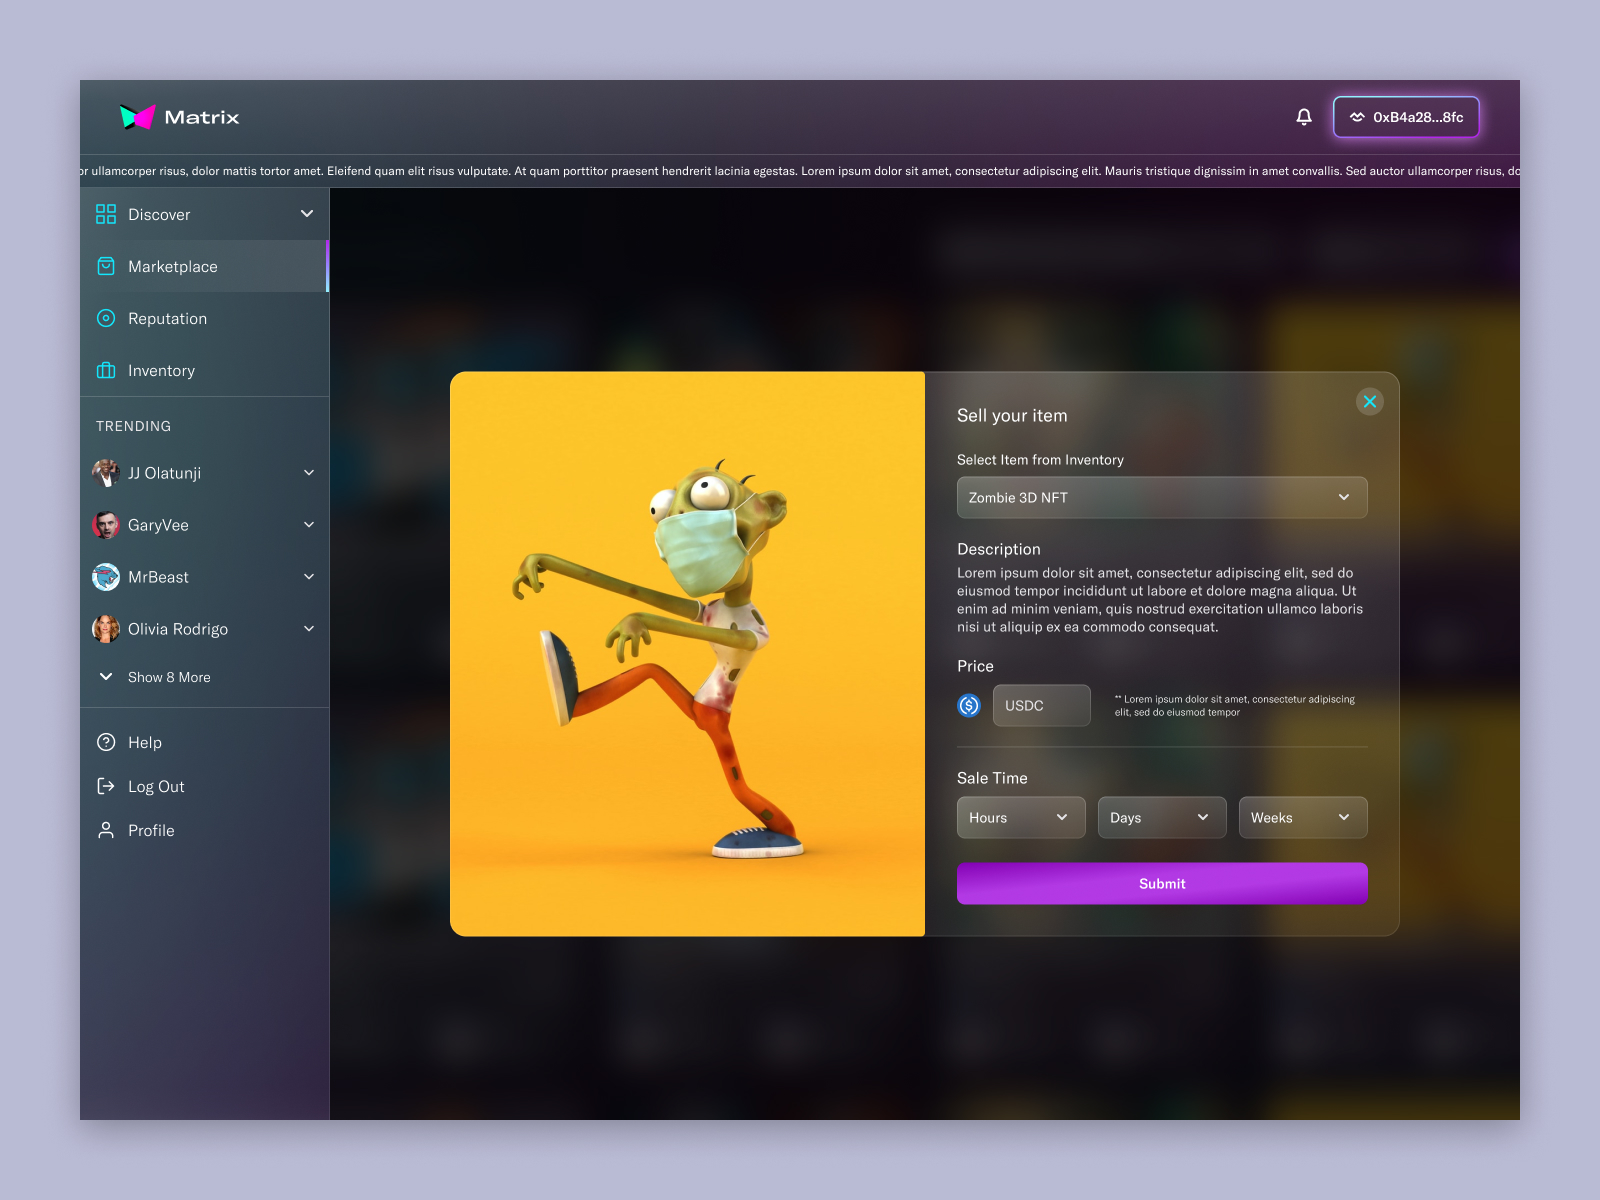 Matrix
0xB4a28...8fc
or ullamcorper risus, dolor mattis tortor amet. Eleifend quam elit risus vulputate. At quam porttitor praesent hendrerit lacinia egestas. Lorem ipsum dolor sit amet, consectetur adipiscing elit. Mauris tristique dignissim in amet convallis. Sed auctor ullamcorper risus, do
Discover
Marketplace
Reputation
Inventory
TRENDING
JJ Olatunji
GaryVee
MrBeast
Olivia Rodrigo
Show 8 More
Help
Log Out
Profile
Sell your item
Select Item from Inventory
Zombie 3D NFT
Description
Lorem ipsum dolor sit amet, consectetur adipiscing elit, sed do
eiusmod tempor incididunt ut labore et dolore magna aliqua. Ut
enim ad minim veniam, quis nostrud exercitation ullamco laboris
nisi ut aliquip ex ea commodo consequat.
Price
USDC
** Lorem ipsum dolor sit amet, consectetur adipiscing
elit, sed do eiusmod tempor
Sale Time
Hours
Days
Weeks
Submit